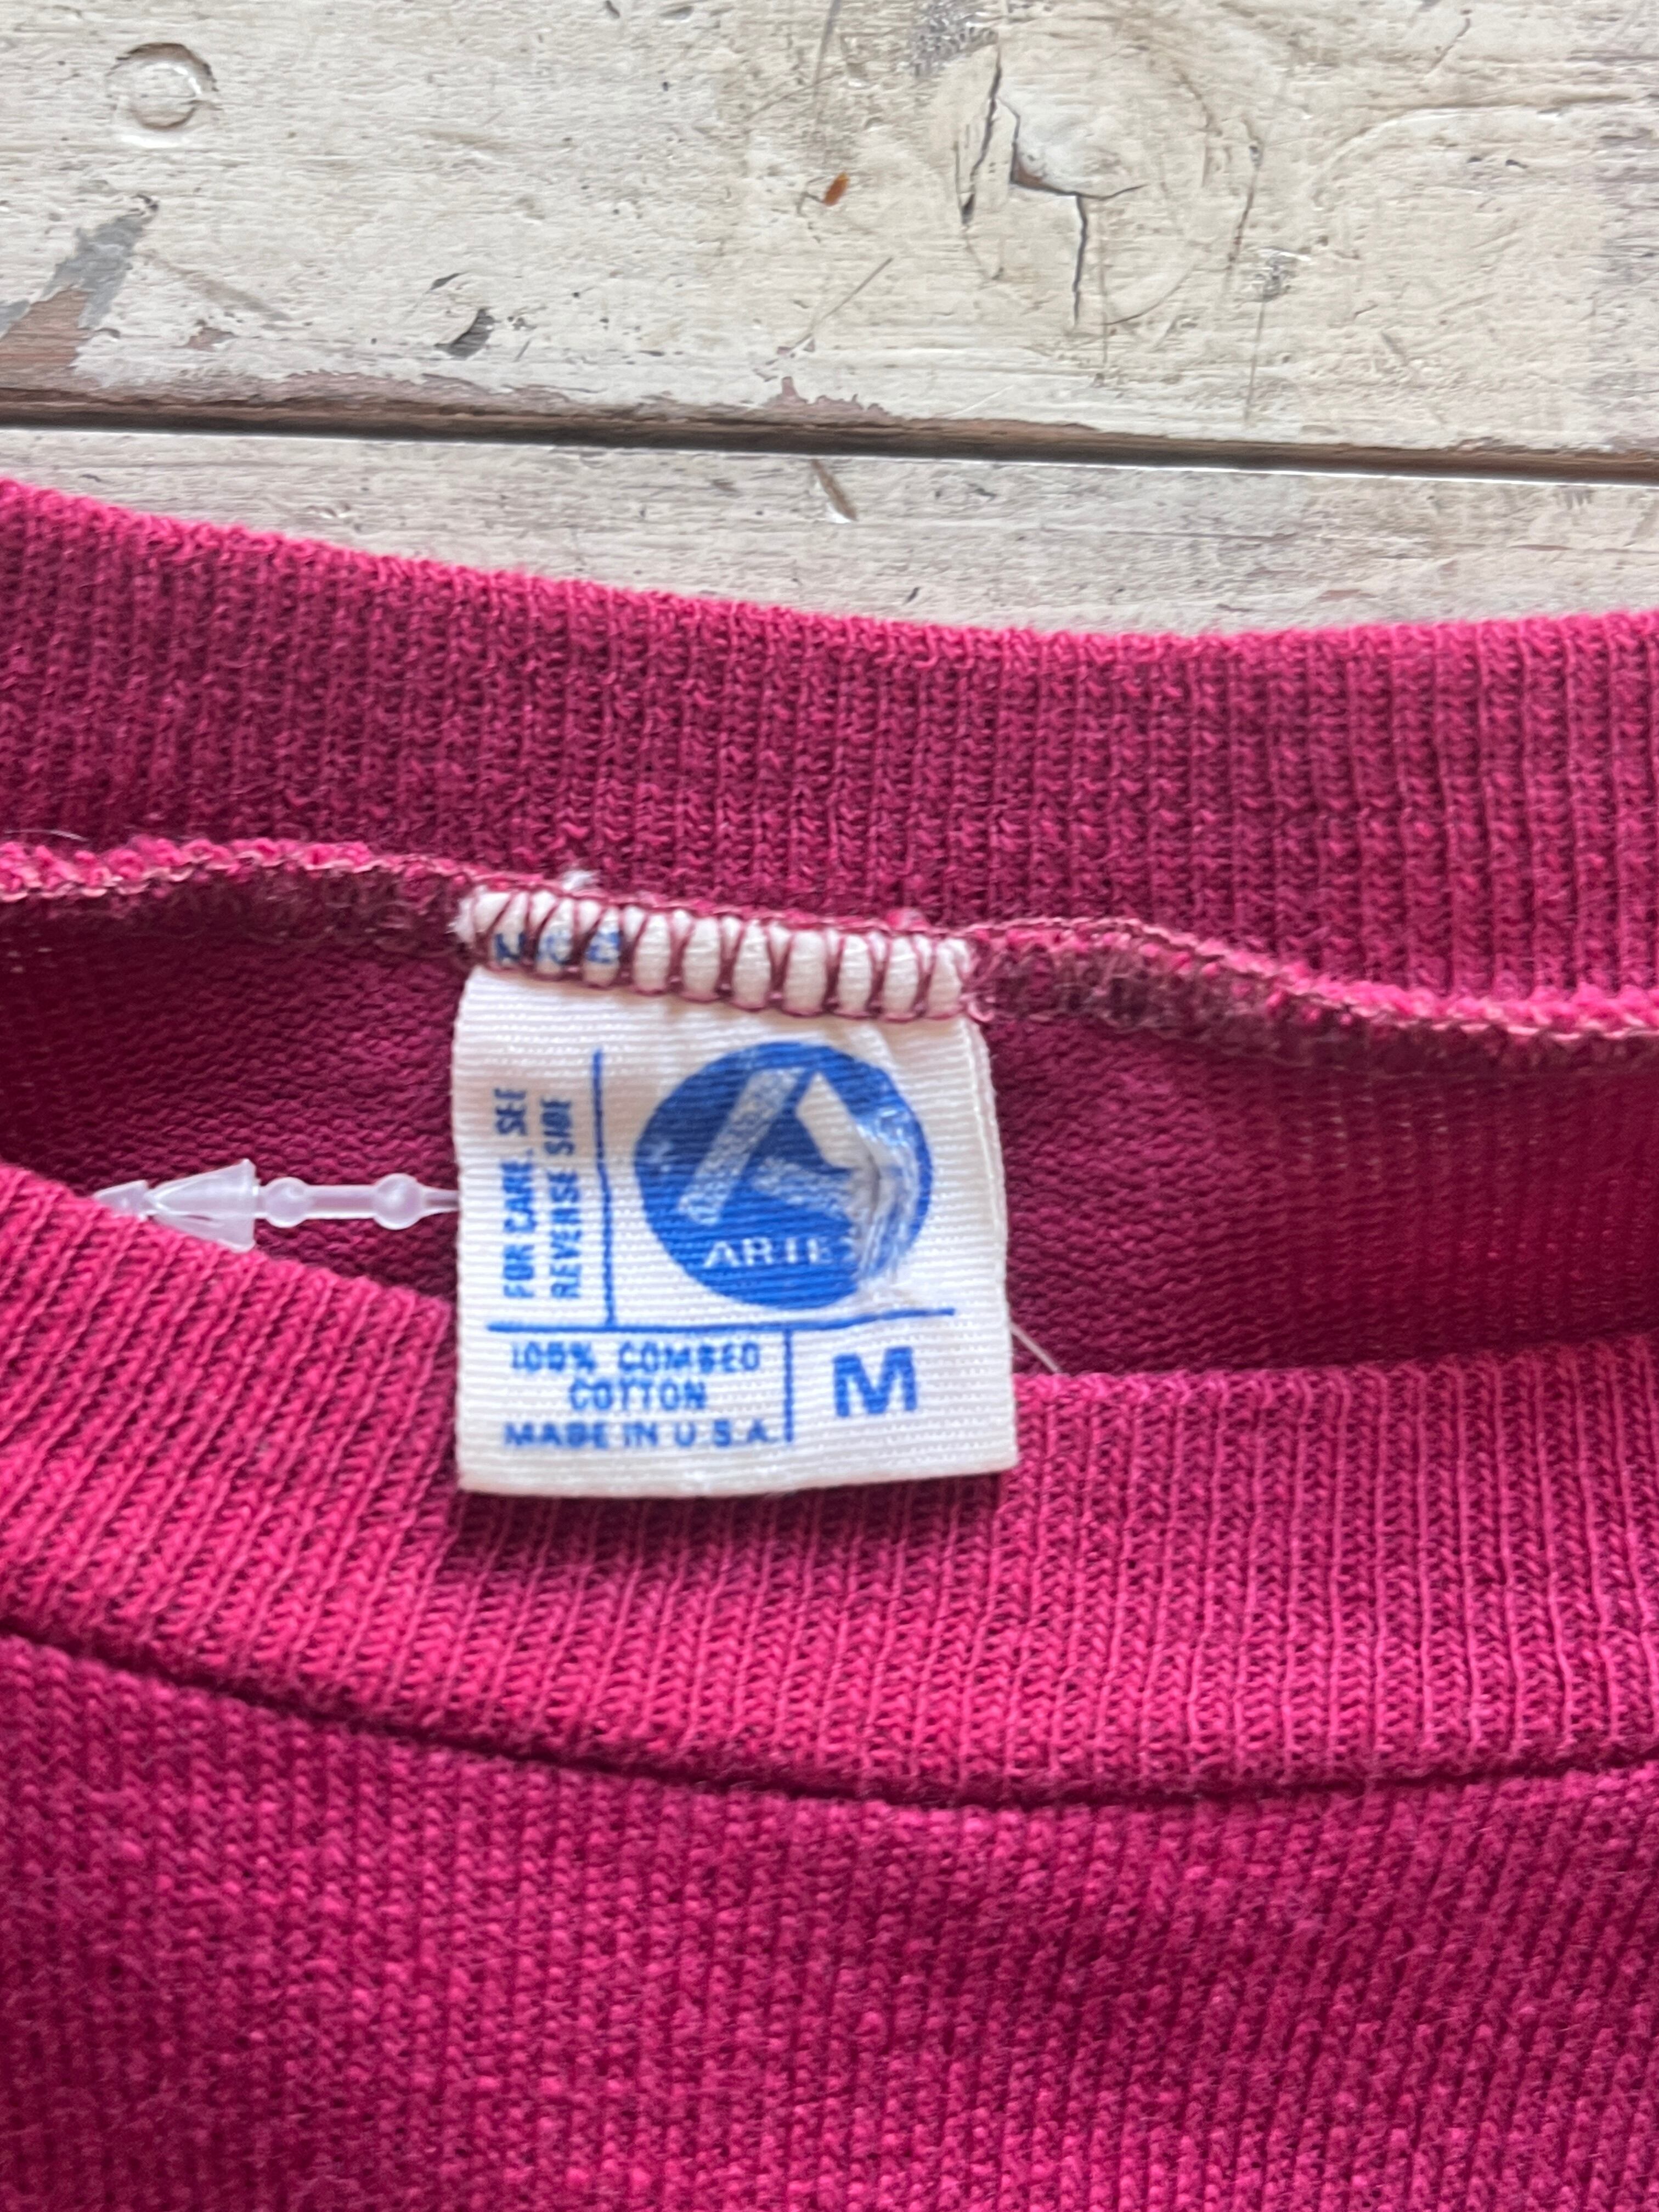 FOR CARE. SEE
REVERSE SIDE
100% COMBED
COTTON
MADE IN U.S.A.
M